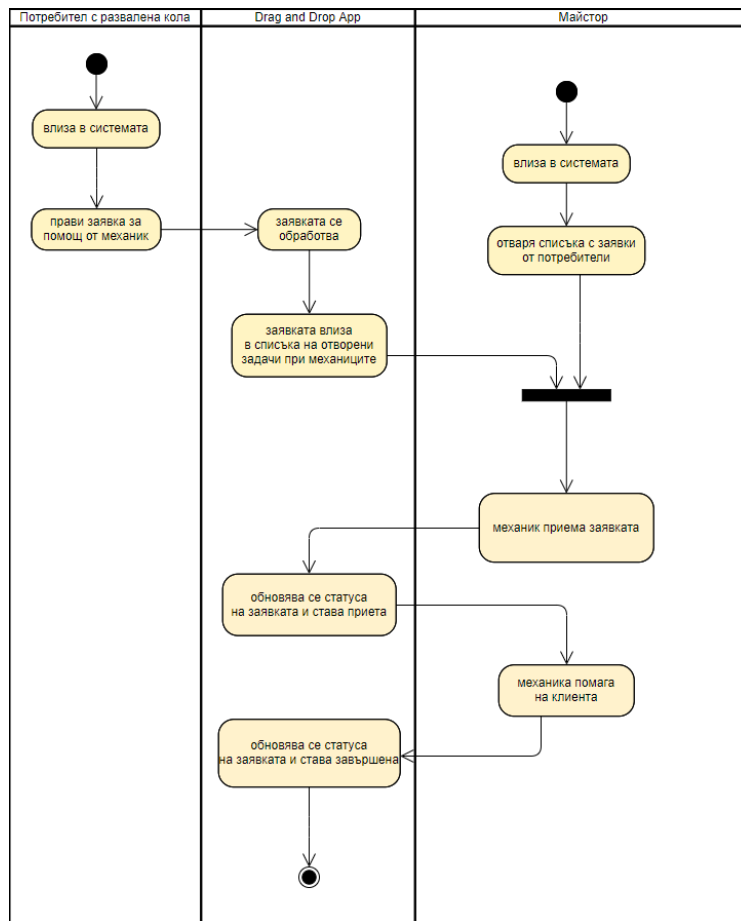 Потребител с развалена кола
Drag and Drop App
Майстор
влиза в системата
влиза в системата
прави заявка за
помощ от механик
заявката се
обработва
отваря списъка с заявки
от потребители
заявката влиза
в списъка на отворени
задачи при механиците
механик приема заявката
обновява се статуса
на заявката и става приета
механика помага
на клиента
обновява се статуса
на заявката и става завършена